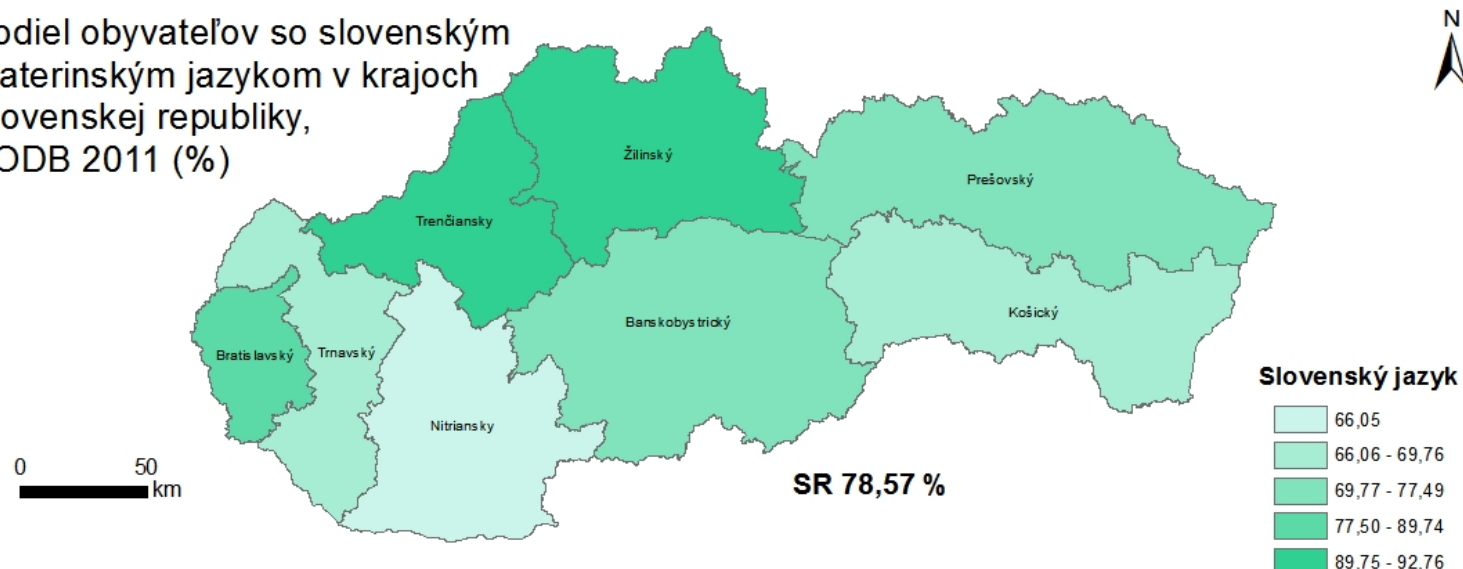 odiel obyvateľov so slovenským
aterinským jazykom v krajoch
ovenskej republiky,
ODB 2011 (%)
N
Žilinský
Prešovský
Trenčiansky
Banskobystrický
Košický
Bratislavský
Trnavský
Nitriansky
0 50
km
SR 78,57 %
Slovenský jazyk
66,05
66,06 - 69,76
69,77 - 77,49
77,50 - 89,74
89,75 - 92,76